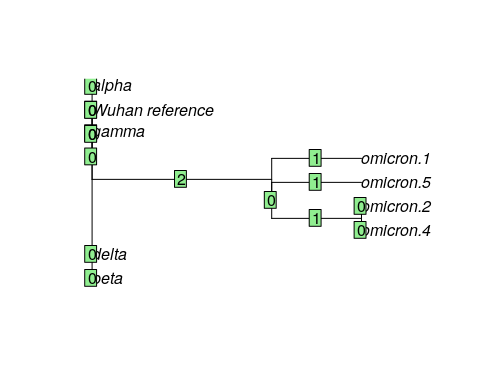 0 alpha
0 Wuhan reference
0 gamma
0
1 omicron.1
2
1 omicron.5
0
0 omicron.2
1
0 omicron.4
0 delta
0 beta